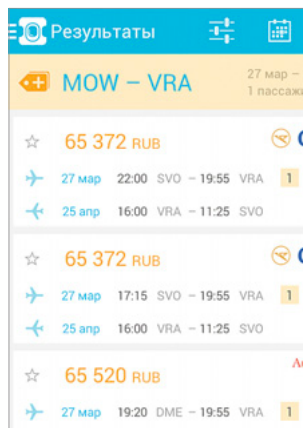 Результаты
MOW – VRA
27 мар –
1 пассажи
65 372 RUB
27 мар 22:00 SVO – 19:55 VRA 1
25 апр 16:00 VRA – 11:25 SVO
65 372 RUB
27 мар 17:15 SVO – 19:55 VRA 1
25 апр 16:00 VRA – 11:25 SVO
65 520 RUB
27 мар 19:20 DME – 19:55 VRA 1